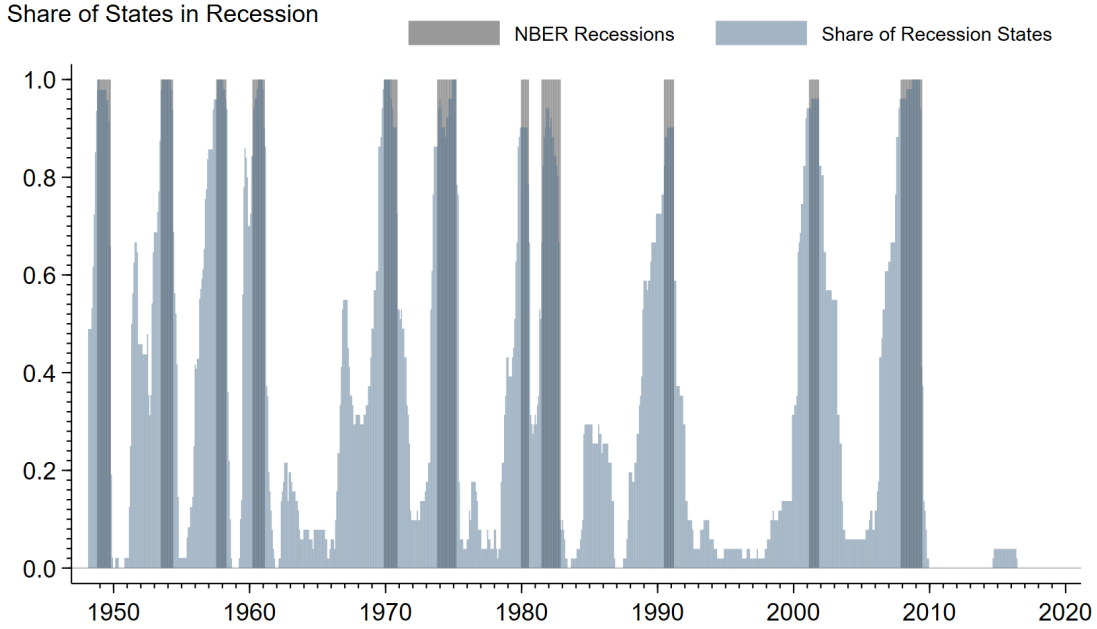 Share of States in Recession
NBER Recessions
Share of Recession States
1.0
0.8
0.6
0.4
0.2
0.0
1950 1960 1970 1980 1990 2000 2010 2020